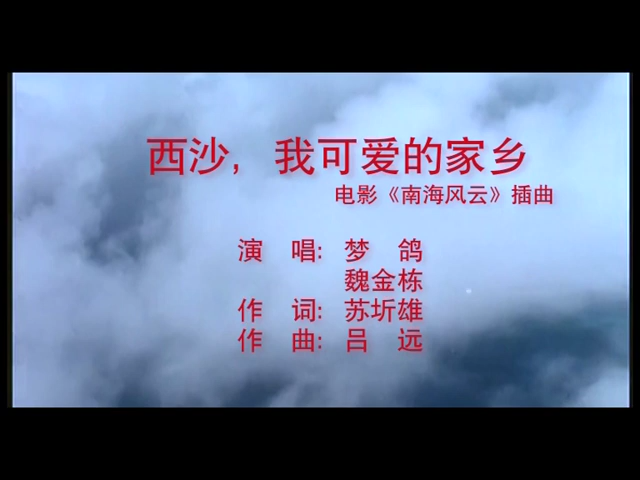 西沙，我可爱的家乡
电影《南海风云》插曲
演 唱: 梦 鸽
魏金栋
作 词: 苏圻雄
作 曲: 吕 远